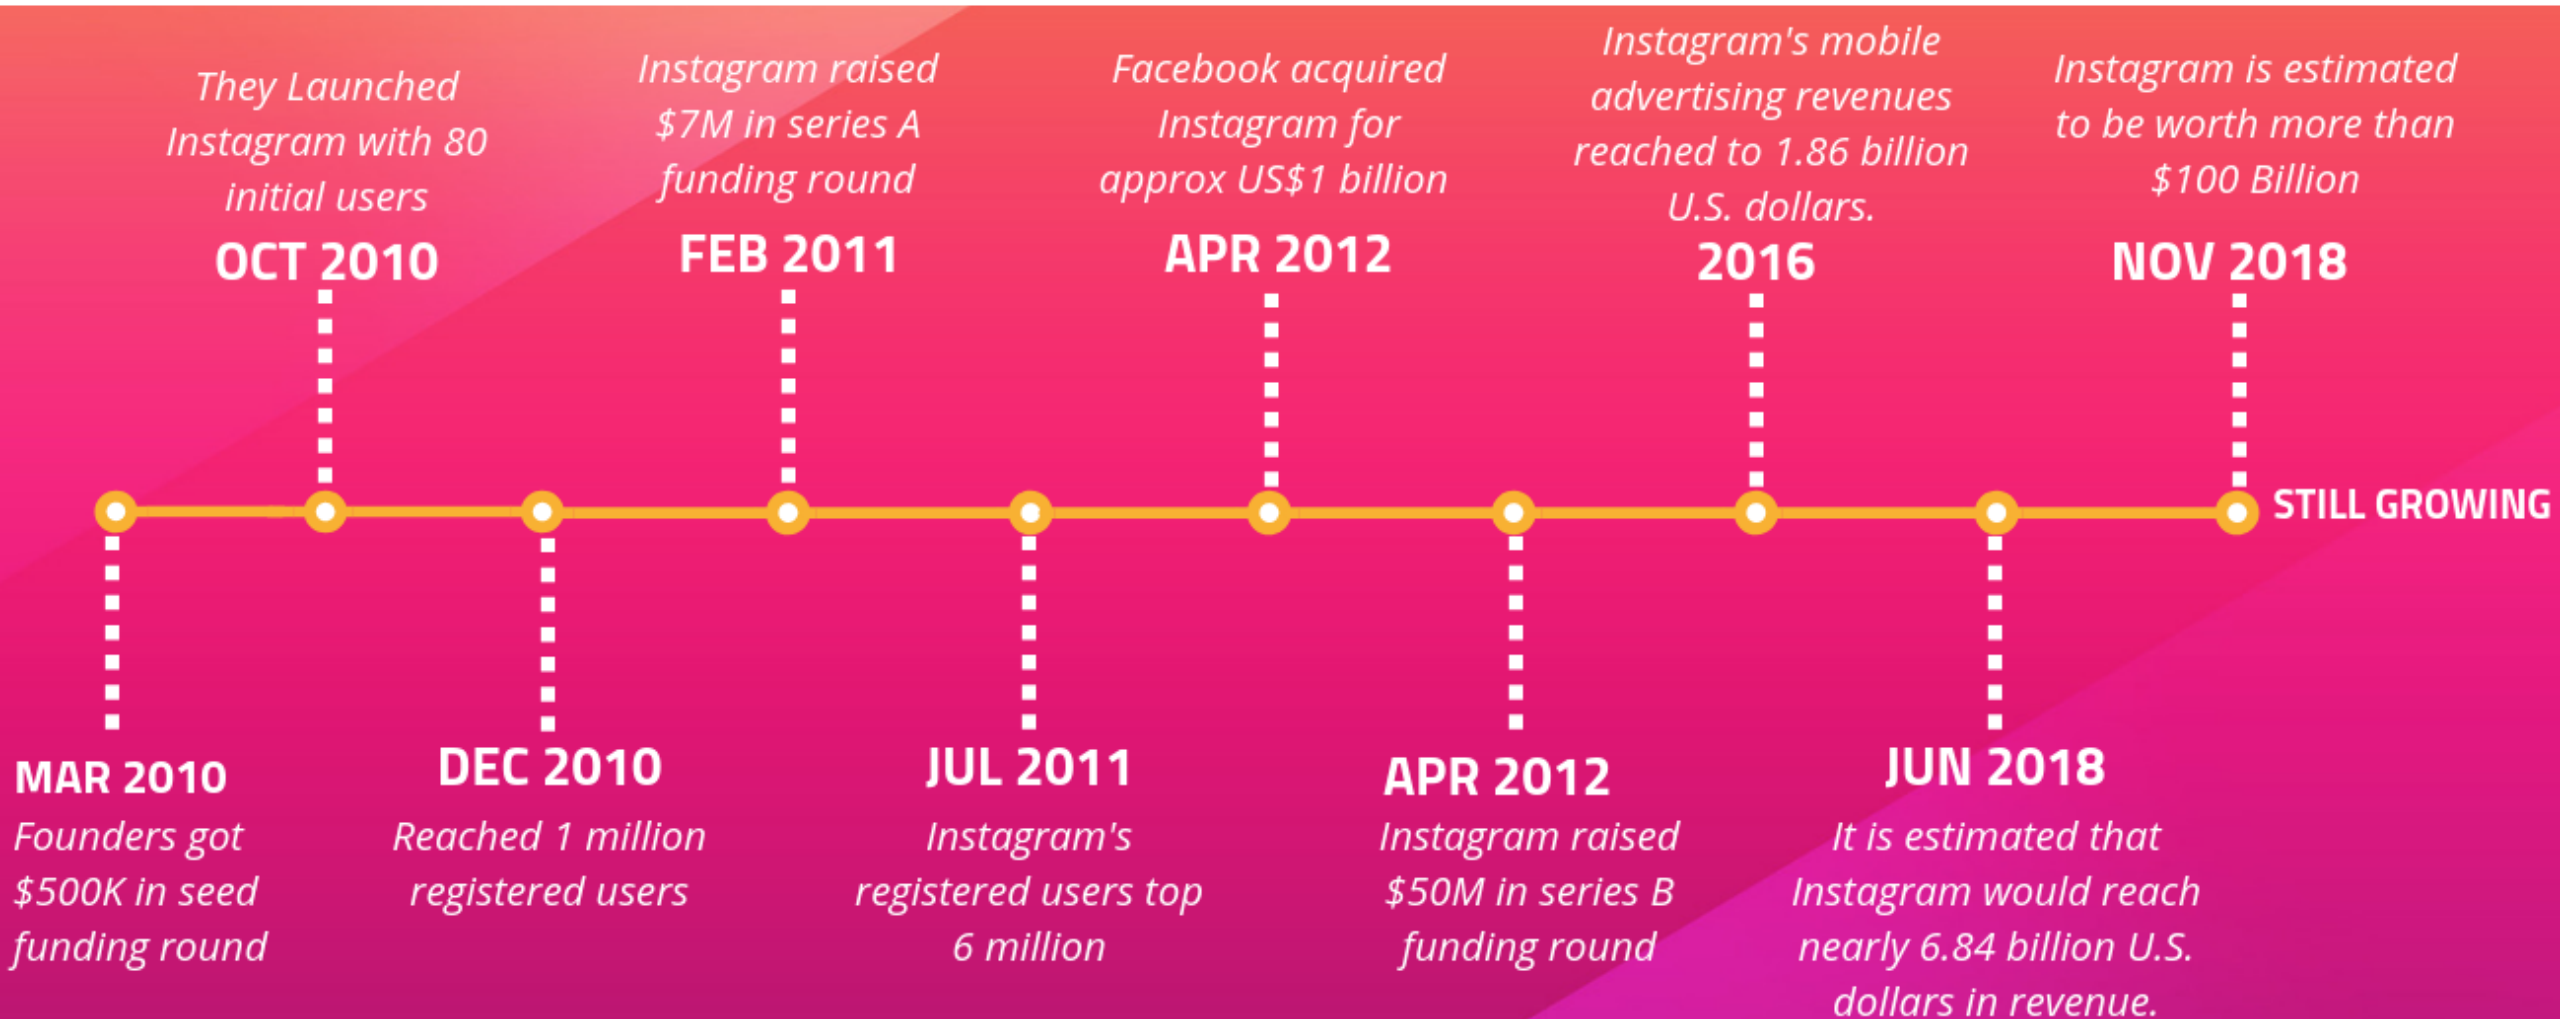 They Launched
Instagram with 80
initial users
OCT 2010
Instagram raised
$7M in series A
funding round
FEB 2011
Facebook acquired
Instagram for
approx US$1 billion
APR 2012
Instagram's mobile
advertising revenues
reached to 1.86 billion
U.S. dollars.
2016
Instagram is estimated
to be worth more than
$100 Billion
NOV 2018
STILL GROWING
MAR 2010
Founders got
$500K in seed
funding round
DEC 2010
Reached 1 million
registered users
JUL 2011
Instagram's
registered users top
6 million
APR 2012
Instagram raised
$50M in series B
funding round
JUN 2018
It is estimated that
Instagram would reach
nearly 6.84 billion U.S.
dollars in revenue.